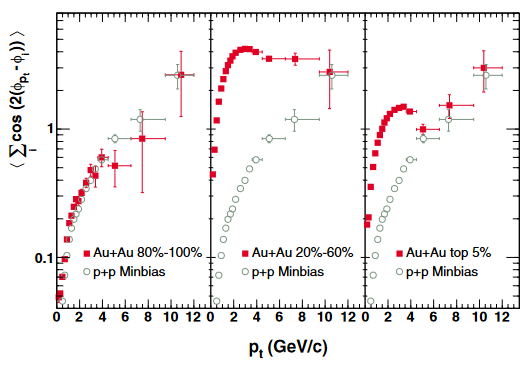 ⟨ Σi cos (2(ϕpt -ϕi)) ⟩
1
0.1
Au+Au 80%-100%
p+p Minbias
Au+Au 20%-60%
p+p Minbias
Au+Au top 5%
p+p Minbias
0 2 4 6 8 10 12 0 2 4 6 8 10 12 0 2 4 6 8 10 12 14
pt (GeV/c)